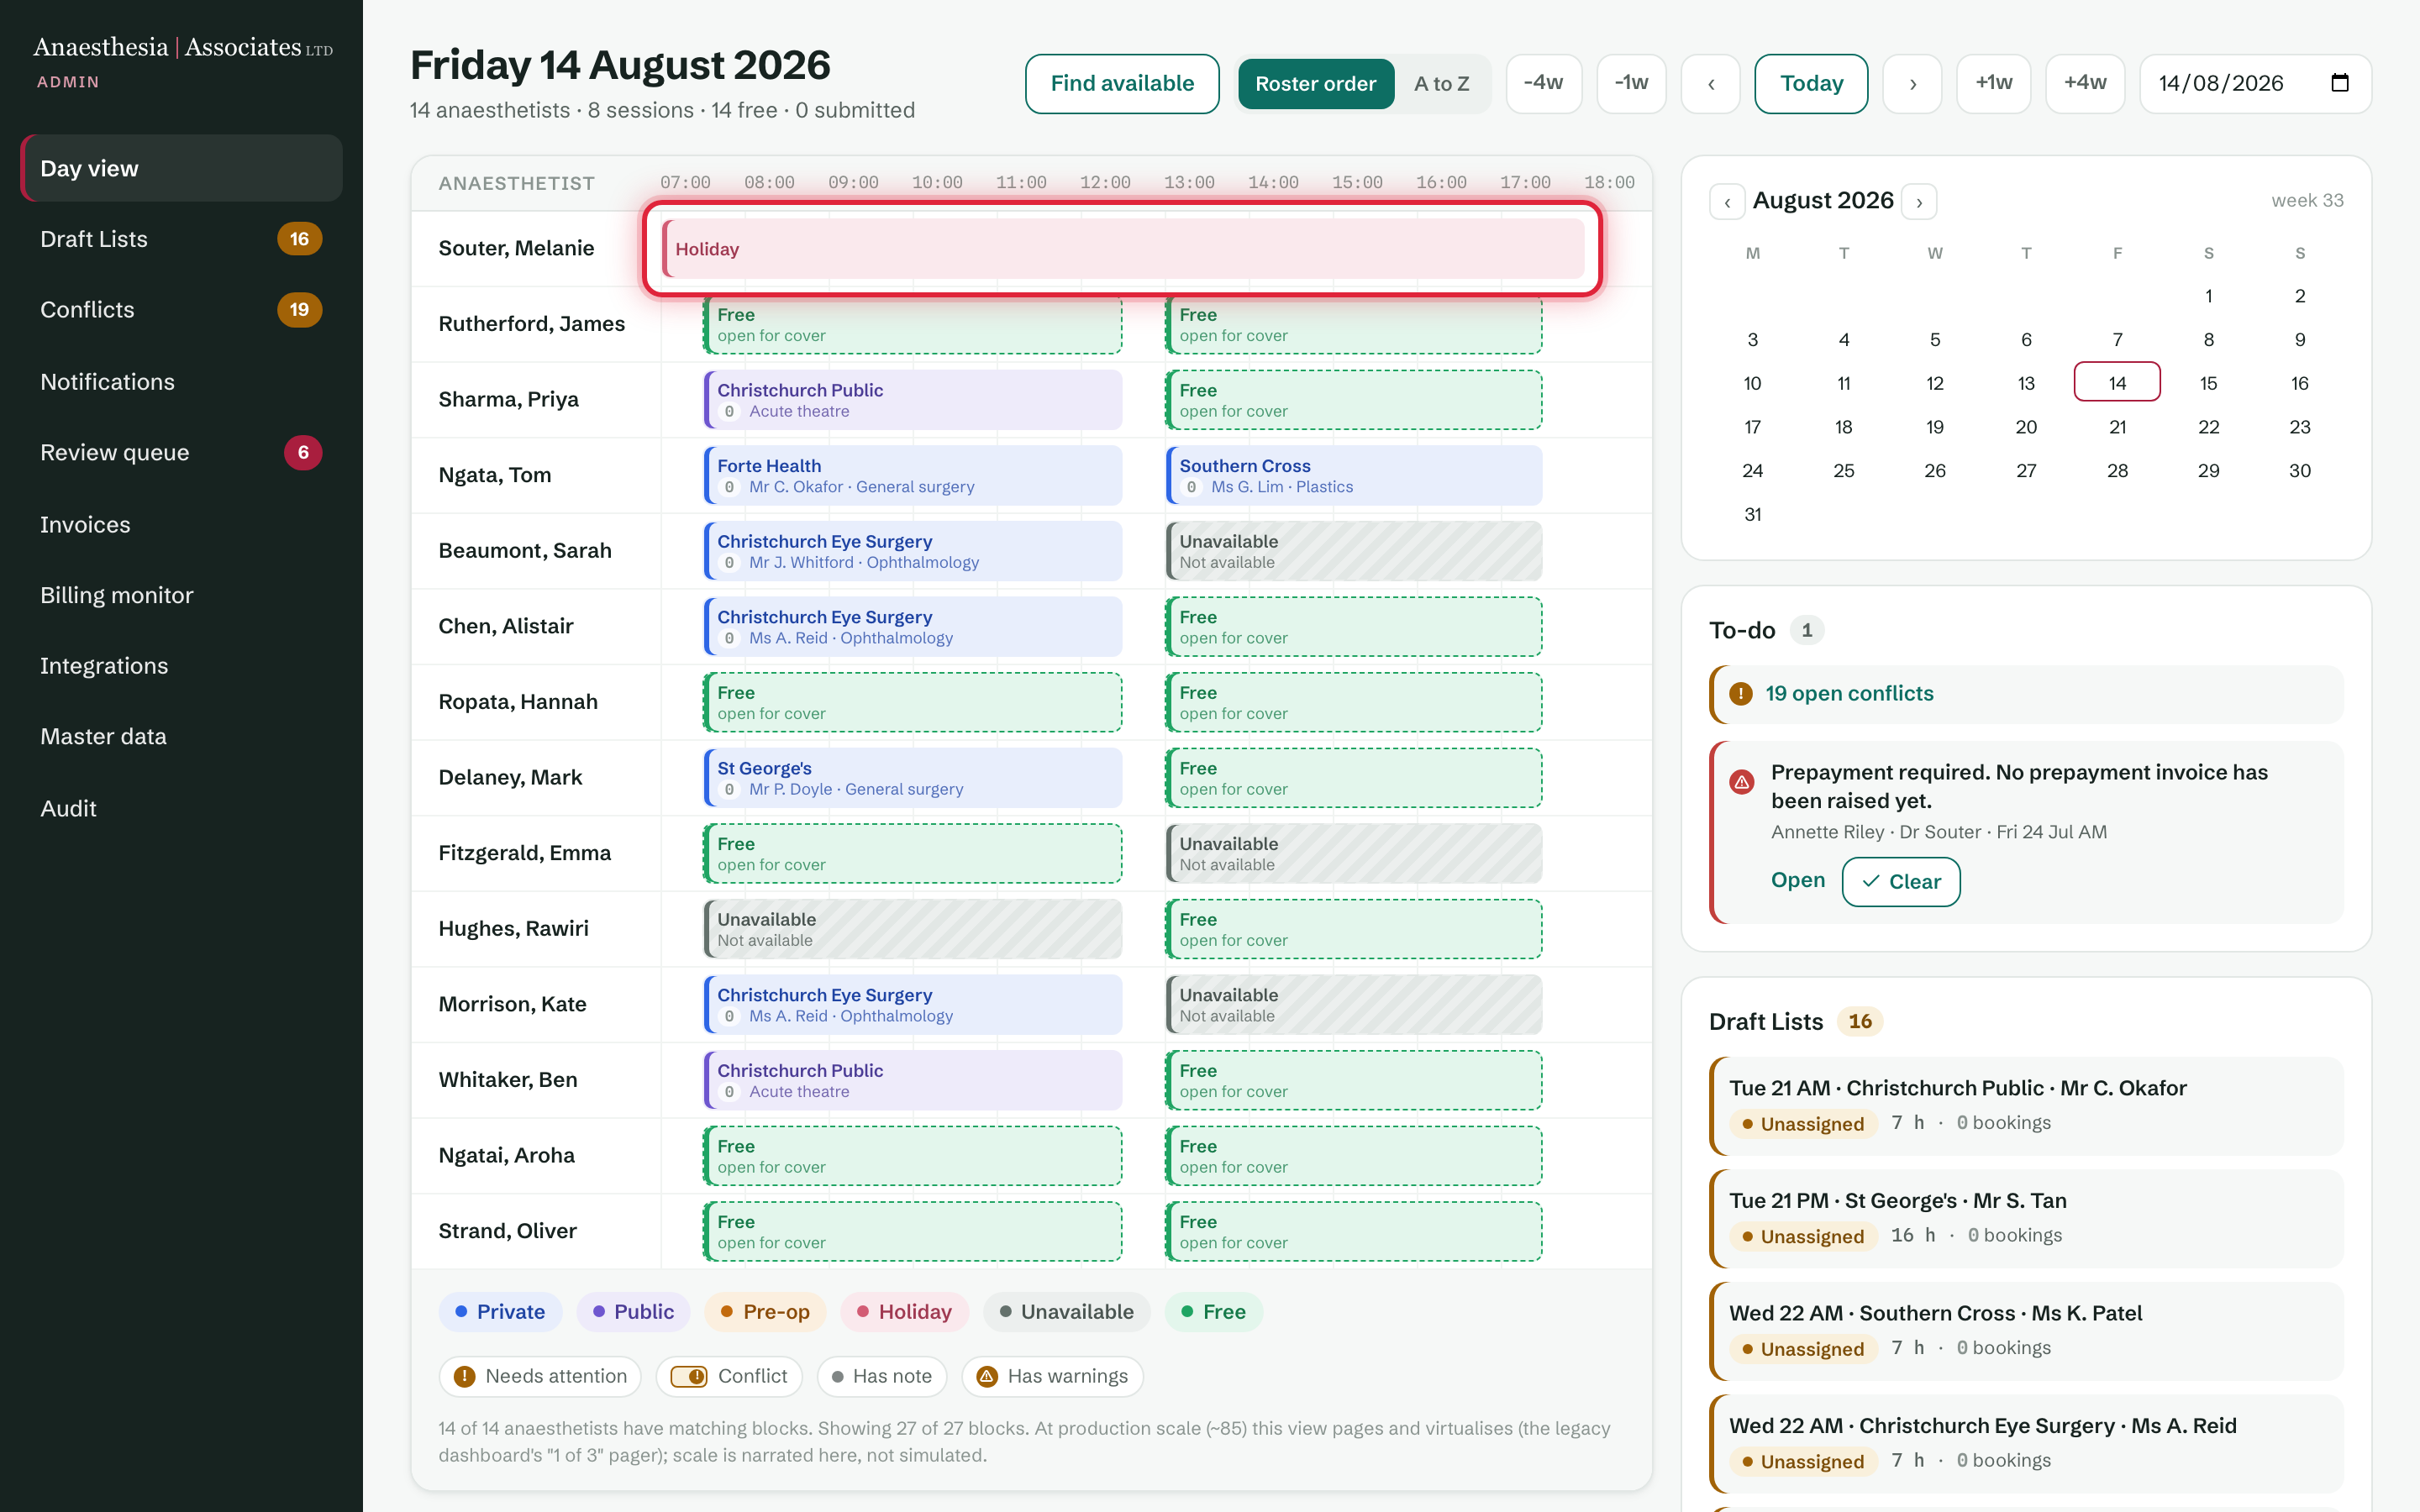 Anaesthesia | Associates LTD
ADMIN
Day view
Draft Lists 16
Conflicts 19
Notifications
Review queue 6
Invoices
Billing monitor
Integrations
Master data
Audit
Friday 14 August 2026
14 anaesthetists · 8 sessions · 14 free · 0 submitted
Find available Roster order A to Z -4w -1w ‹ Today › +1w +4w 14/08/2026
ANAESTHETIST 07:00 08:00 09:00 10:00 11:00 12:00 13:00 14:00 15:00 16:00 17:00 18:00
Souter, Melanie
Holiday
Rutherford, James
Free
open for cover
Free
open for cover
Sharma, Priya
Christchurch Public
0 Acute theatre
Free
open for cover
Ngata, Tom
Forte Health
0 Mr C. Okafor · General surgery
Southern Cross
0 Ms G. Lim · Plastics
Beaumont, Sarah
Christchurch Eye Surgery
0 Mr J. Whitford · Ophthalmology
Unavailable
Not available
Chen, Alistair
Christchurch Eye Surgery
0 Ms A. Reid · Ophthalmology
Free
open for cover
Ropata, Hannah
Free
open for cover
Free
open for cover
Delaney, Mark
St George's
0 Mr P. Doyle · General surgery
Free
open for cover
Fitzgerald, Emma
Free
open for cover
Unavailable
Not available
Hughes, Rawiri
Unavailable
Not available
Free
open for cover
Morrison, Kate
Christchurch Eye Surgery
0 Ms A. Reid · Ophthalmology
Unavailable
Not available
Whitaker, Ben
Christchurch Public
0 Acute theatre
Free
open for cover
Ngatai, Aroha
Free
open for cover
Free
open for cover
Strand, Oliver
Free
open for cover
Free
open for cover
Private Public Pre-op Holiday Unavailable Free
Needs attention Conflict Has note Has warnings
14 of 14 anaesthetists have matching blocks. Showing 27 of 27 blocks. At production scale (~85) this view pages and virtualises (the legacy
dashboard's "1 of 3" pager); scale is narrated here, not simulated.
‹ August 2026 › week 33
M T W T F S S
1 2
3 4 5 6 7 8 9
10 11 12 13 14 15 16
17 18 19 20 21 22 23
24 25 26 27 28 29 30
31
To-do 1
19 open conflicts
Prepayment required. No prepayment invoice has
been raised yet.
Annette Riley · Dr Souter · Fri 24 Jul AM
Open Clear
Draft Lists 16
Tue 21 AM · Christchurch Public · Mr C. Okafor
Unassigned 7 h · 0 bookings
Tue 21 PM · St George's · Mr S. Tan
Unassigned 16 h · 0 bookings
Wed 22 AM · Southern Cross · Ms K. Patel
Unassigned 7 h · 0 bookings
Wed 22 AM · Christchurch Eye Surgery · Ms A. Reid
Unassigned 7 h · 0 bookings